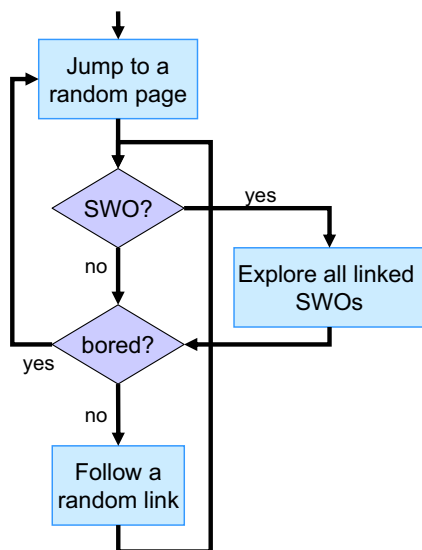 Jump to a
random page
SWO?
yes
no
Explore all linked
SWOs
bored?
yes
no
Follow a
random link